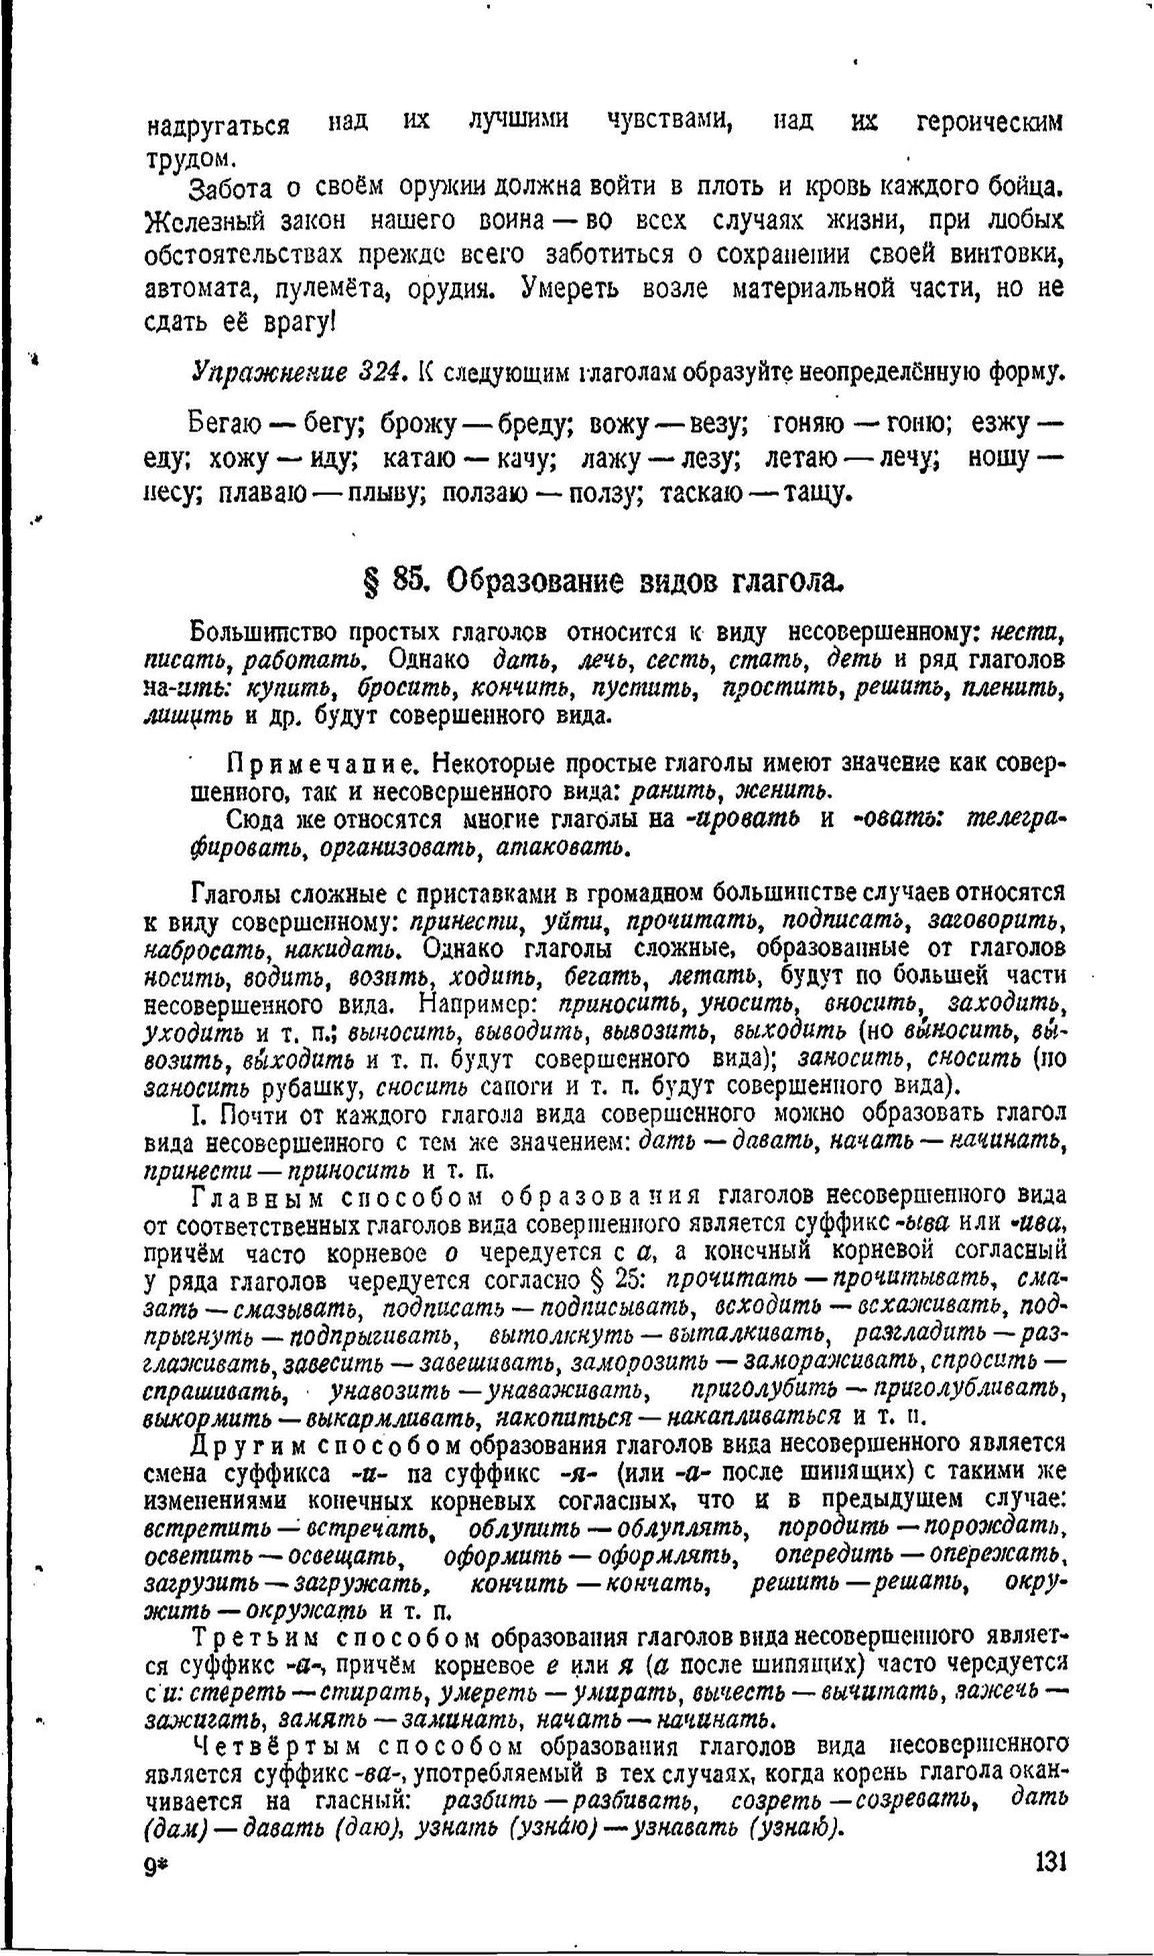 надругаться над их лучшими чувствами, над их героическим
трудом.
Забота о своём оружии должна войти в плоть и кровь каждого бойца.
Железный закон нашего воина — во всех случаях жизни, при любых
обстоятельствах прежде всего заботиться о сохранении своей винтовки,
автомата, пулемёта, орудия. Умереть возле материальной части, но не
сдать её врагу!
Упражнение 324. К следующим глаголам образуйте неопределённую форму.
Бегаю — бегу; брожу — бреду; вожу — везу; гоняю — гоню; езжу —
еду; хожу — иду; катаю — качу; лажу — лезу; летаю — лечу; ношу —
несу; плаваю — плыву; ползаю — ползу; таскаю — тащу.
§ 85. Образование видов глагола.
Большинство простых глаголов относится к виду несовершенному: нести,
писать, работать. Однако дать, лечь, сесть, стать, деть и ряд глаголов
на-ить: купить, бросить, кончить, пустить, простить, решить, пленить,
лишить и др. будут совершенного вида.
Примечание. Некоторые простые глаголы имеют значение как совер-
шенного, так и несовершенного вида: ранить, женить.
Сюда же относятся многие глаголы на -ировать и -овать: телегра-
фировать, организовать, атаковать.
Глаголы сложные с приставками в громадном большинстве случаев относятся
к виду совершенному: принести, уйти, прочитать, подписать, заговорить,
набросать, накидать. Однако глаголы сложные, образованные от глаголов
носить, водить, возить, ходить, бегать, летать, будут по большей части
несовершенного вида. Например: приносить, уносить, вносить, заходить,
уходить и т. п.; выносить, выводить, вывозить, выходить (но вы́носить, вы́-
возить, вы́ходить и т. п. будут совершенного вида); заносить, сносить (но
заносить рубашку, сносить сапоги и т. п. будут совершенного вида).
I. Почти от каждого глагола вида совершенного можно образовать глагол
вида несовершенного с тем же значением: дать — давать, начать — начинать,
принести — приносить и т. п.
Главным способом образования глаголов несовершенного вида
от соответственных глаголов вида совершенного является суффикс -ыва или -ива,
причём часто корневое о чередуется с а, а конечный корневой согласный
у ряда глаголов чередуется согласно § 25: прочитать — прочитывать, сма-
зать — смазывать, подписать — подписывать, всходить — всхаживать, под-
прыгнуть — подпрыгивать, вытолкнуть — выталкивать, разгладить — раз-
глаживать, завесить — завешивать, заморозить — замораживать, спросить —
спрашивать, унавозить — унаваживать, приголубить — приголубливать,
выкормить — выкармливать, накопиться — накапливаться и т. п.
Другим способом образования глаголов вида несовершенного является
смена суффикса -и- на суффикс -я- (или -а- после шипящих) с такими же
изменениями конечных корневых согласных, что и в предыдущем случае:
встретить — встречать, облупить — облуплять, породить — порождать,
осветить — освещать, оформить — оформлять, опередить — опережать,
загрузить — загружать, кончить — кончать, решить — решать, окру-
жить — окружать и т. п.
Третьим способом образования глаголов вида несовершенного являет-
ся суффикс -а-, причём корневое е или я (а после шипящих) часто чередуется
с и: стереть — стирать, умереть — умирать, вычесть — вычитать, зажечь —
зажигать, замять — заминать, начать — начинать.
Четвёртым способом образования глаголов вида несовершенного
является суффикс -ва-, употребляемый в тех случаях, когда корень глагола окан-
чивается на гласный: разбить — разбивать, созреть — созревать, дать
(дам) — давать (даю), узнать (узна́ю) — узнавать (узнаю́).
9*
131